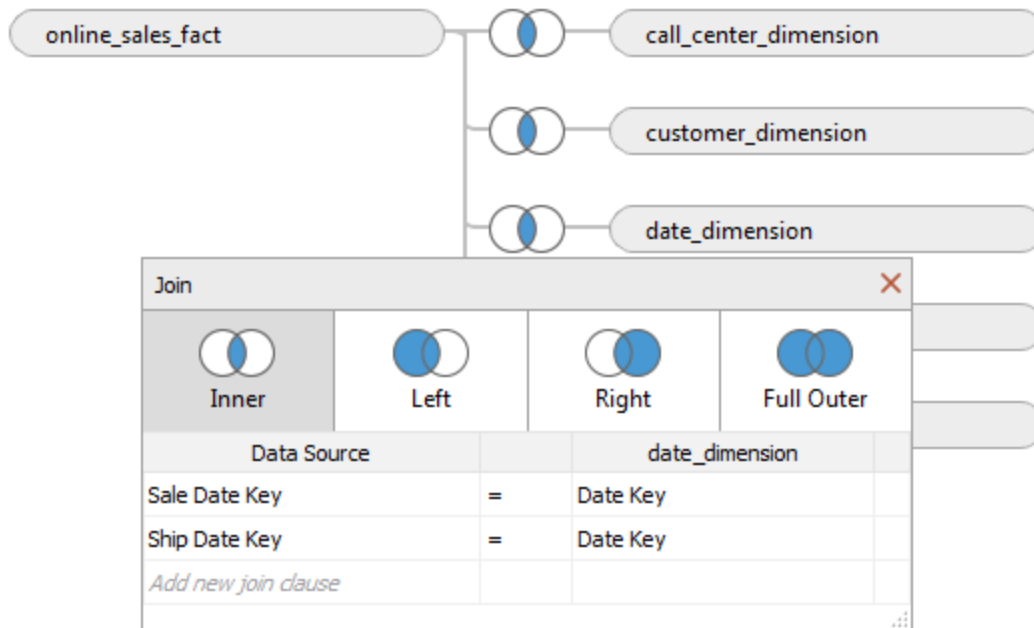 online_sales_fact
call_center_dimension
customer_dimension
date_dimension
Join
Inner
Left
Right
Full Outer
Data Source
date_dimension
Sale Date Key = Date Key
Ship Date Key = Date Key
Add new join clause